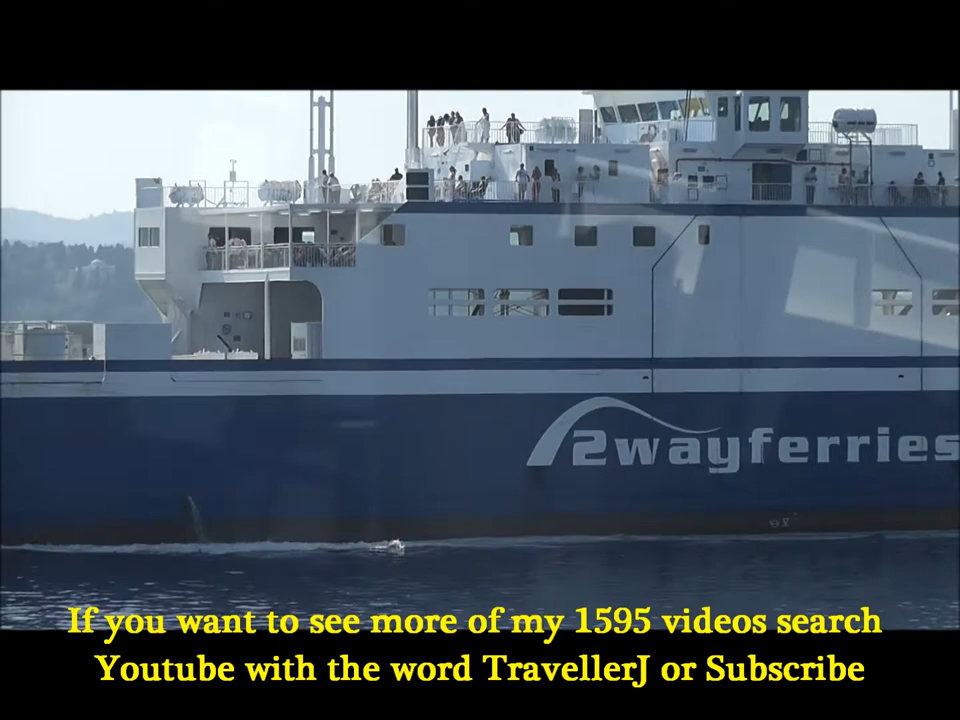 2wayferries
If you want to see more of my 1595 videos search
Youtube with the word TravellerJ or Subscribe